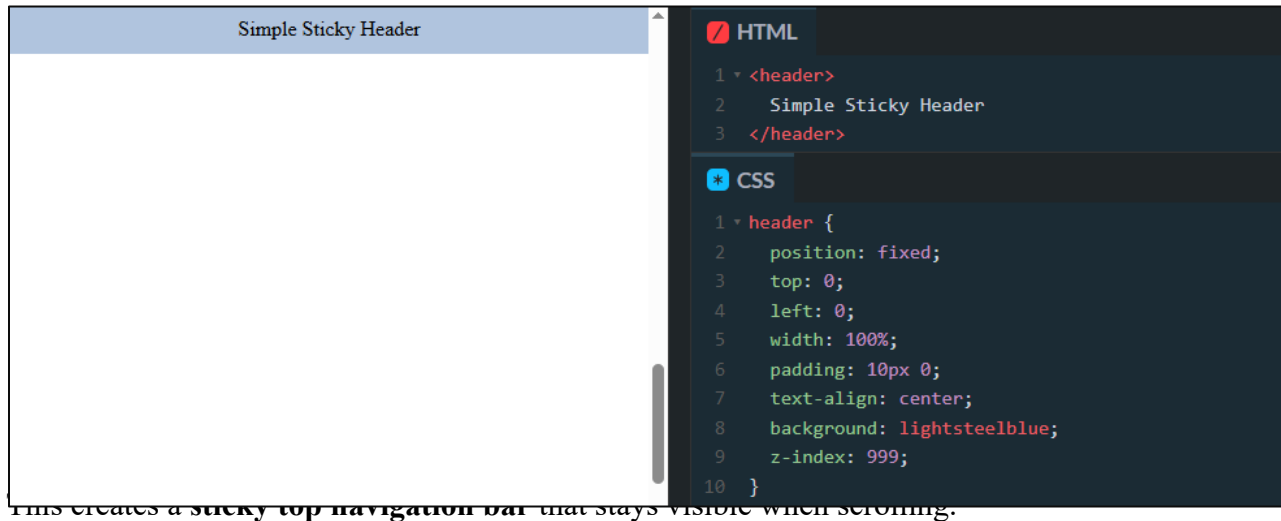 Simple Sticky Header
HTML
1 <header>
2 Simple Sticky Header
3 </header>
CSS
1 header {
2 position: fixed;
3 top: 0;
4 left: 0;
5 width: 100%;
6 padding: 10px 0;
7 text-align: center;
8 background: lightsteelblue;
9 z-index: 999;
10 }
This creates a sticky top navigation bar that stays visible when scrolling.